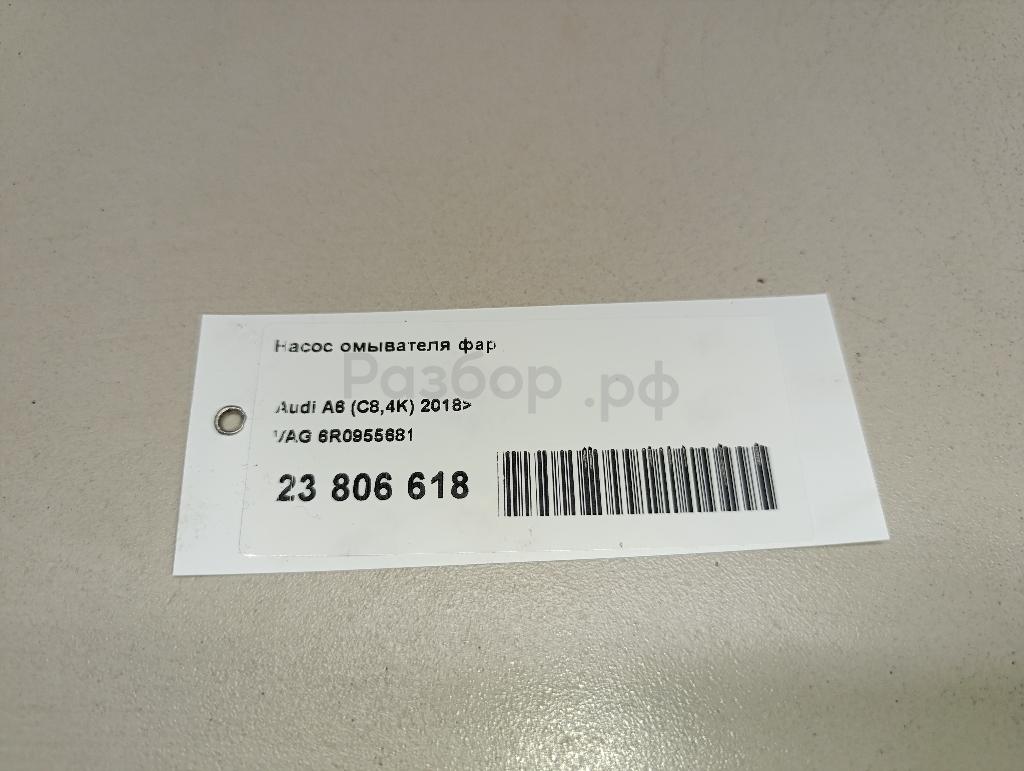 Насос омывателя фар
Разбор.рф
Audi A6 (C8,4K) 2018>
VAG 6R0955681
23 806 618